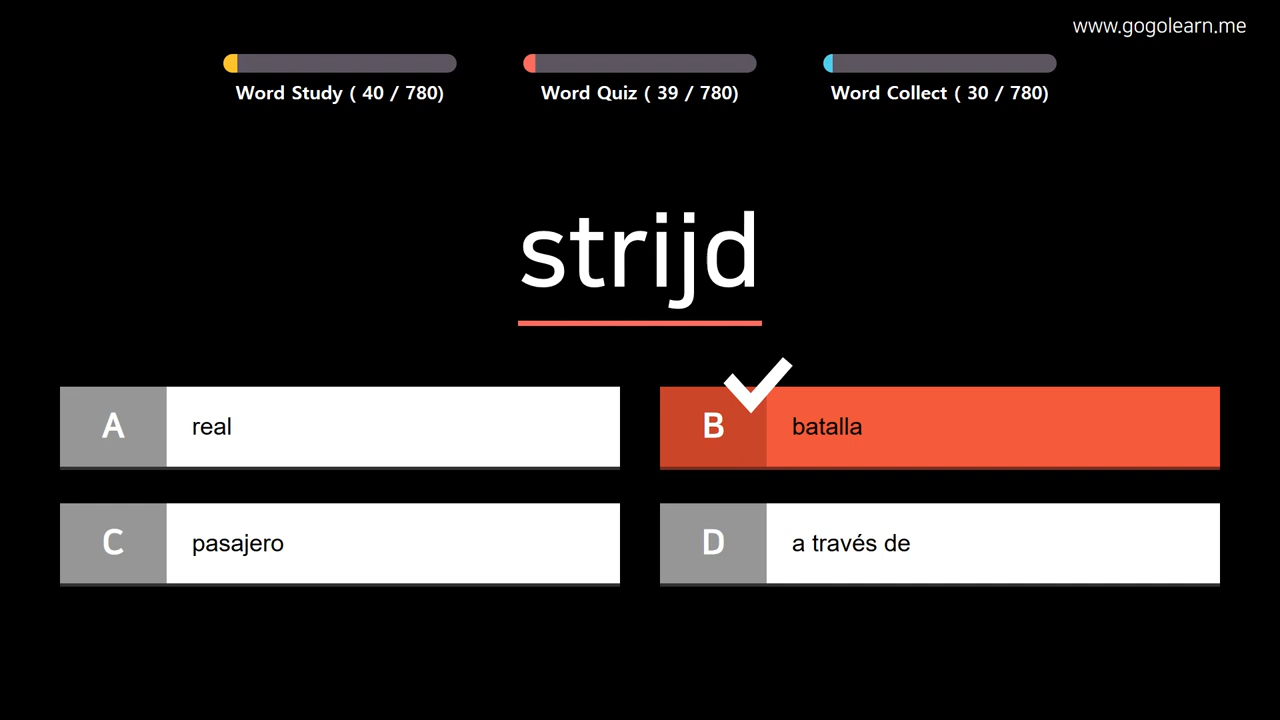 www.gogolearn.me
Word Study ( 40 / 780)
Word Quiz ( 39 / 780)
Word Collect ( 30 / 780)
strijd
A real
B batalla
C pasajero
D a través de